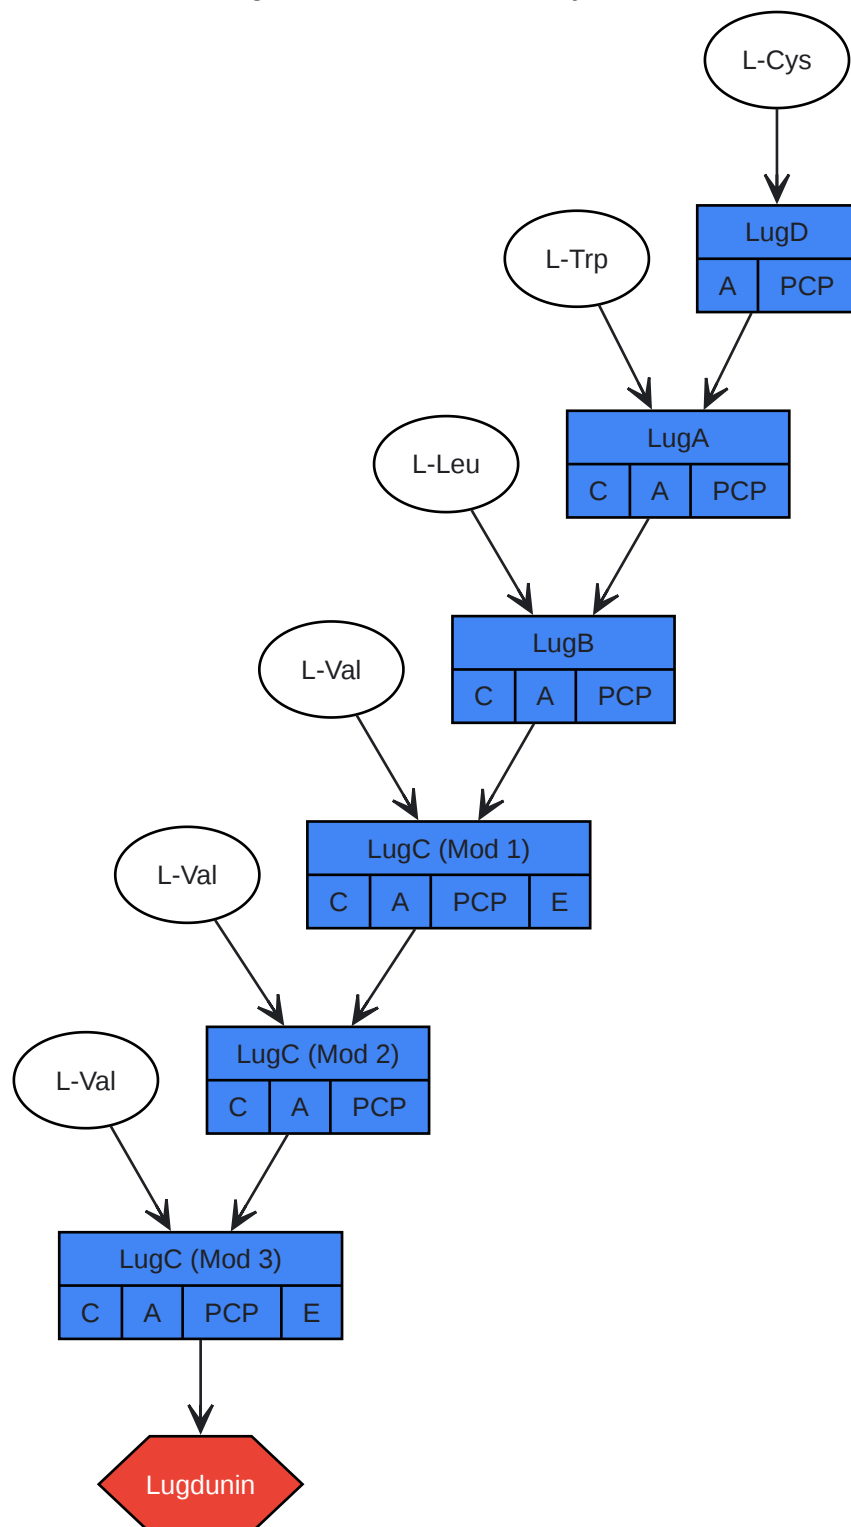 L-Cys
LugD
A PCP
L-Trp
LugA
C A PCP
L-Leu
LugB
C A PCP
L-Val
LugC (Mod 1)
C A PCP E
L-Val
LugC (Mod 2)
C A PCP
L-Val
LugC (Mod 3)
C A PCP E
Lugdunin